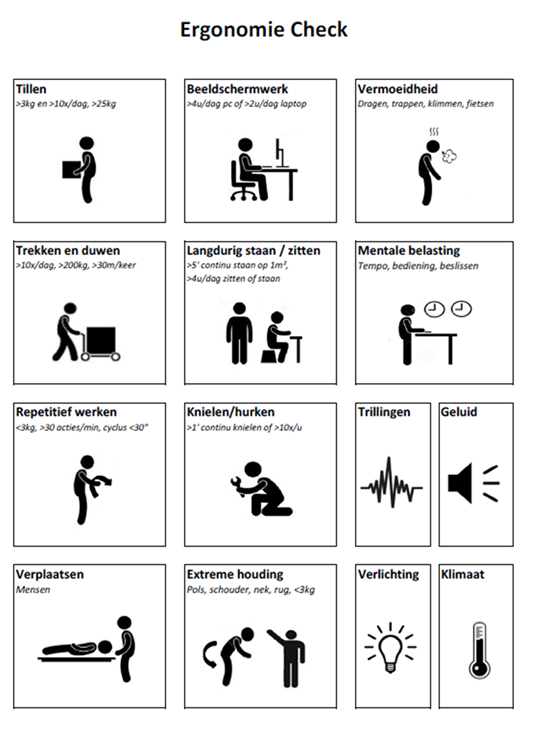 Ergonomie Check
Tillen
>3kg en >10x/dag, >25kg
Beeldschermwerk
>4u/dag pc of >2u/dag laptop
Vermoeidheid
Dragen, trappen, klimmen, fietsen
Trekken en duwen
>10x/dag, >200kg, >30m/keer
Langdurig staan / zitten
>5' continu staan op 1m²,
>4u/dag zitten of staan
Mentale belasting
Tempo, bediening, beslissen
Repetitief werken
<3kg, >30 acties/min, cyclus <30"
Knielen/hurken
>1' continu knielen of >10x/u
Trillingen
Geluid
Verplaatsen
Mensen
Extreme houding
Pols, schouder, nek, rug, <3kg
Verlichting
Klimaat